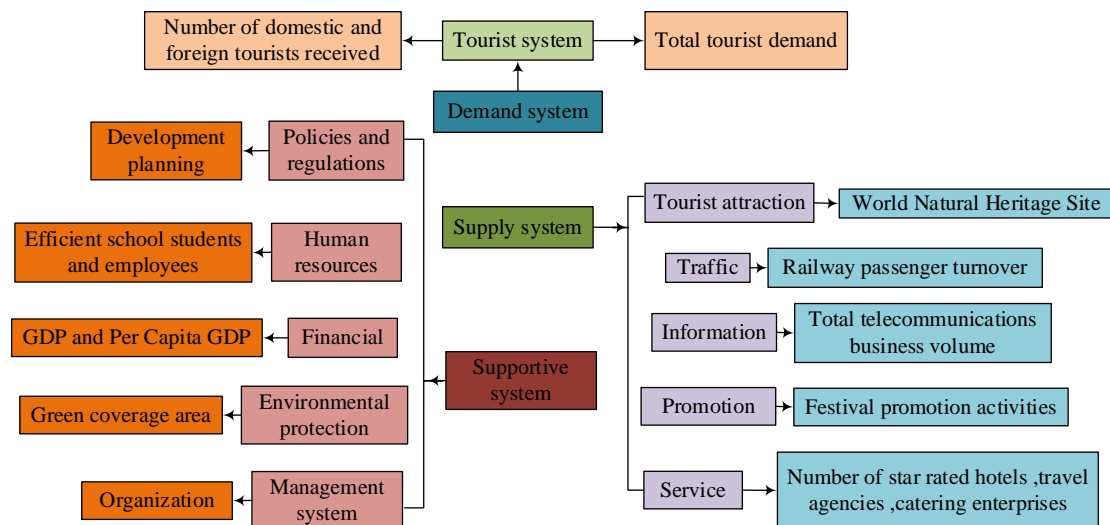 Number of domestic and
foreign tourists received
Tourist system
Total tourist demand
Demand system
Development
planning
Policies and
regulations
Tourist attraction
World Natural Heritage Site
Supply system
Efficient school students
and employees
Human
resources
Traffic
Railway passenger turnover
GDP and Per Capita GDP
Financial
Information
Total telecommunications
business volume
Supportive
system
Green coverage area
Environmental
protection
Promotion
Festival promotion activities
Organization
Management
system
Service
Number of star rated hotels ,travel
agencies ,catering enterprises